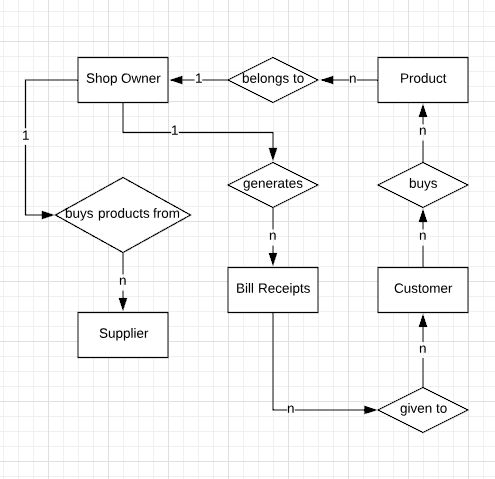 Shop Owner
1
belongs to
n
Product
1
1
n
buys products from
generates
buys
n
n
n
Bill Receipts
Customer
Supplier
n
n
given to